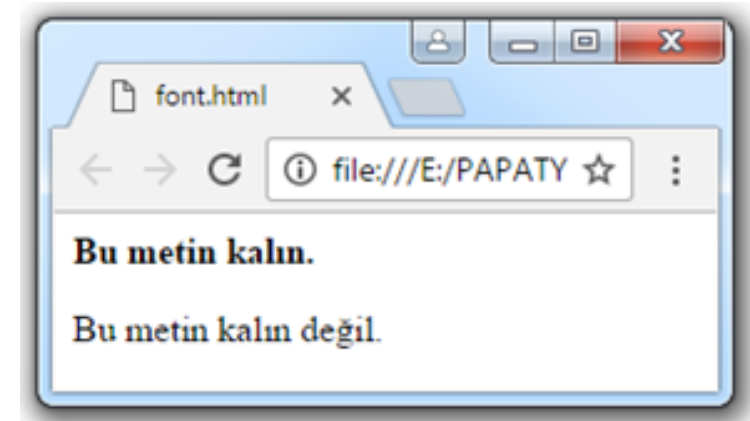 font.html
file:///E:/PAPATY
Bu metin kalın.
Bu metin kalın değil.